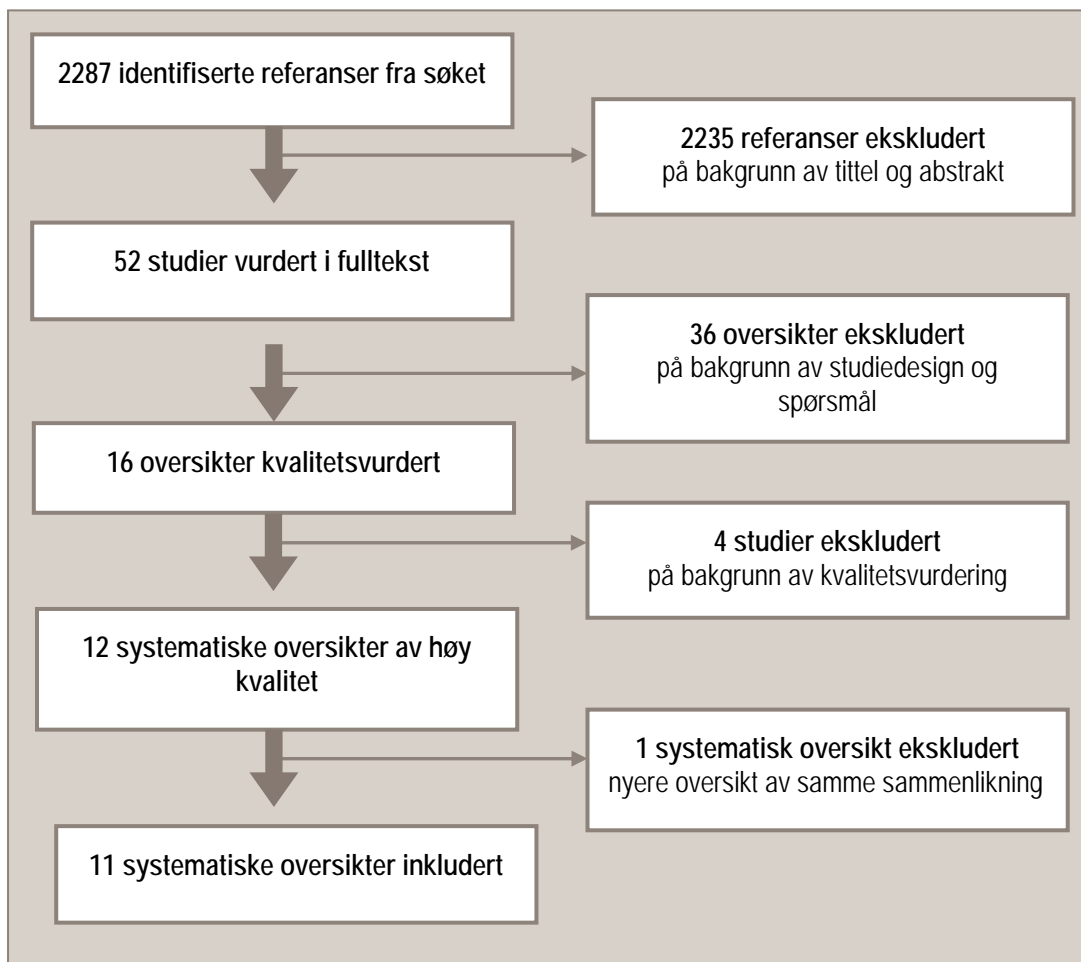 2287 identifiserte referanser fra søket
2235 referanser ekskludert
på bakgrunn av tittel og abstrakt
52 studier vurdert i fulltekst
36 oversikter ekskludert
på bakgrunn av studiedesign og
spørsmål
16 oversikter kvalitetsvurdert
4 studier ekskludert
på bakgrunn av kvalitetsvurdering
12 systematiske oversikter av høy
kvalitet
1 systematisk oversikt ekskludert
nyere oversikt av samme sammenlikning
11 systematiske oversikter inkludert